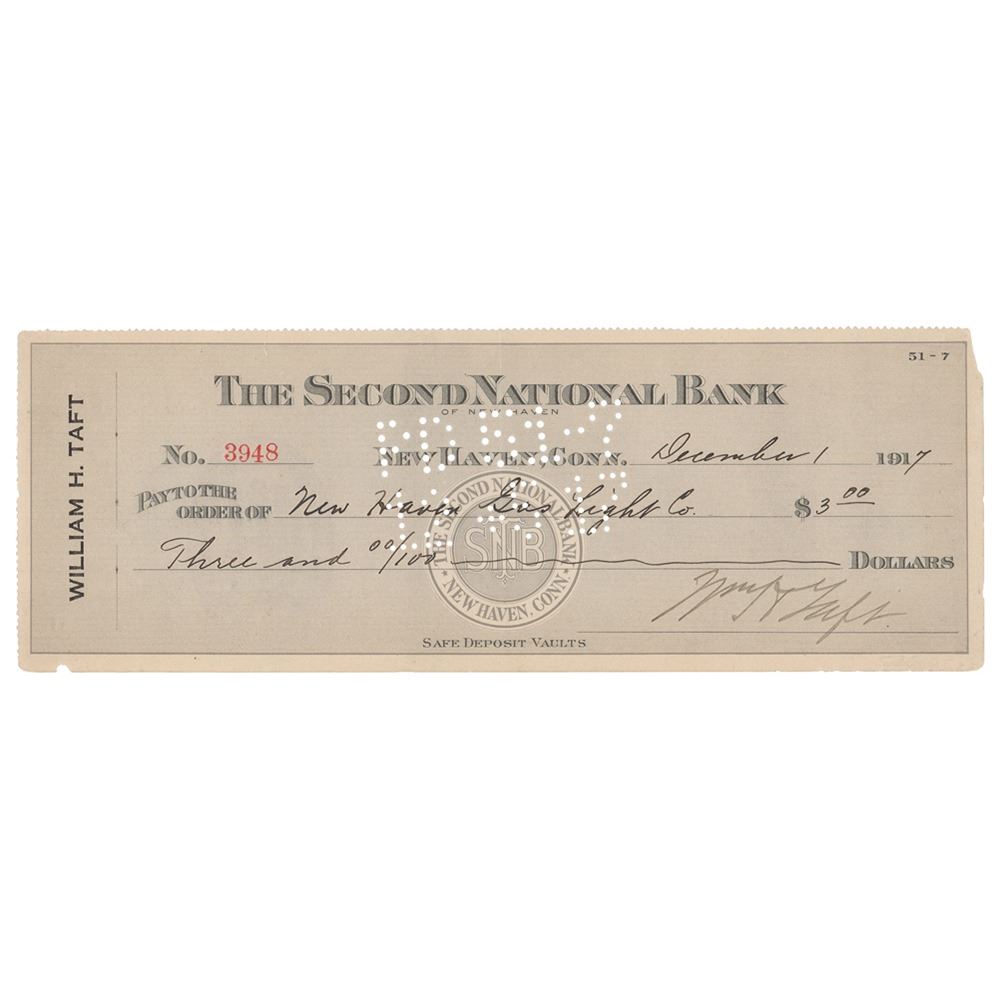 51 - 7
THE SECOND NATIONAL BANK
OF NEW HAVEN
WILLIAM H. TAFT
No. 3948 NEW HAVEN, CONN. December 1 1917
PAY TO THE ORDER OF New Haven Gas Light Co. $ 3 00
Three and 00/100 DOLLARS
THE SECOND NATIONAL BANK NEW HAVEN, CONN.
SNB
Wm H Taft
SAFE DEPOSIT VAULTS